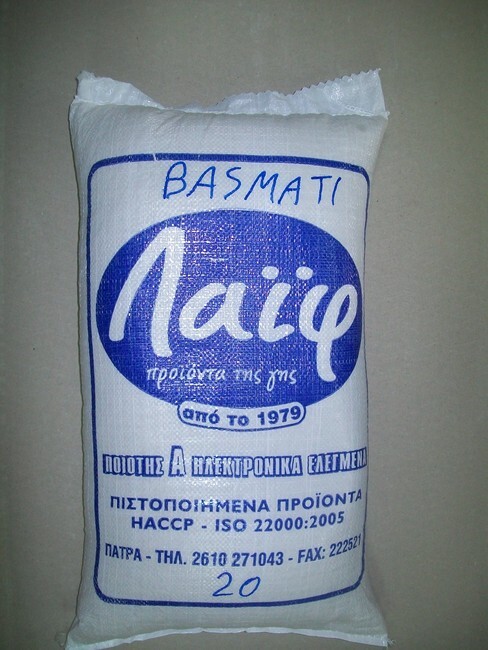 BASMATI
Λαϊφ
προϊόντα της γης
από το 1979
ΠΟΙΟΤΗΣ Α ΗΛΕΚΤΡΟΝΙΚΑ ΕΛΕΓΜΕΝΑ
ΠΙΣΤΟΠΟΙΗΜΕΝΑ ΠΡΟΪΟΝΤΑ
HACCP - ISO 22000:2005
ΠΑΤΡΑ - ΤΗΛ. 2610 271043 - FAX: 222521
20